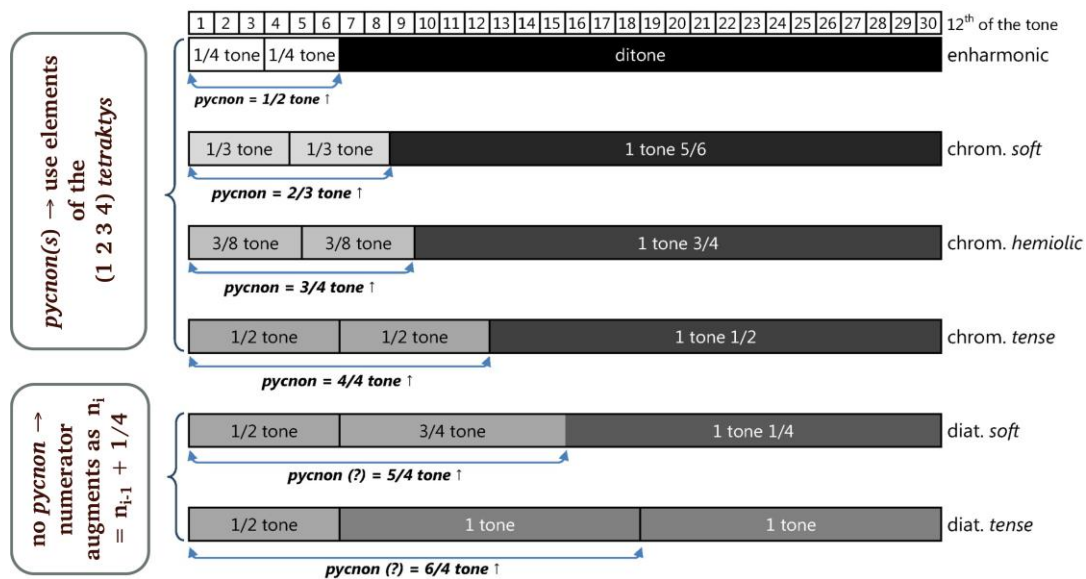 1 2 3 4 5 6 7 8 9 10 11 12 13 14 15 16 17 18 19 20 21 22 23 24 25 26 27 28 29 30 12th of the tone
pycnon(s) → use elements
of the
(1 2 3 4) tetraktys
1/4 tone 1/4 tone ditone enharmonic
pycnon = 1/2 tone ↑
1/3 tone 1/3 tone 1 tone 5/6 chrom. soft
pycnon = 2/3 tone ↑
3/8 tone 3/8 tone 1 tone 3/4 chrom. hemiolic
pycnon = 3/4 tone ↑
1/2 tone 1/2 tone 1 tone 1/2 chrom. tense
pycnon = 4/4 tone ↑
no pycnon →
numerator
augments as ni
= ni-1 + 1/4
1/2 tone 3/4 tone 1 tone 1/4 diat. soft
pycnon (?) = 5/4 tone ↑
1/2 tone 1 tone 1 tone diat. tense
pycnon (?) = 6/4 tone ↑